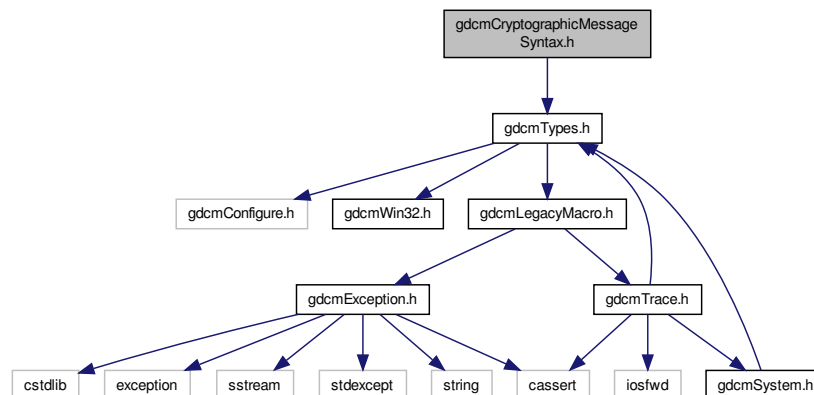 gdcmCryptographicMessage
Syntax.h
gdcmTypes.h
gdcmConfigure.h
gdcmWin32.h
gdcmLegacyMacro.h
gdcmException.h
gdcmTrace.h
cstdlib
exception
sstream
stdexcept
string
cassert
iosfwd
gdcmSystem.h